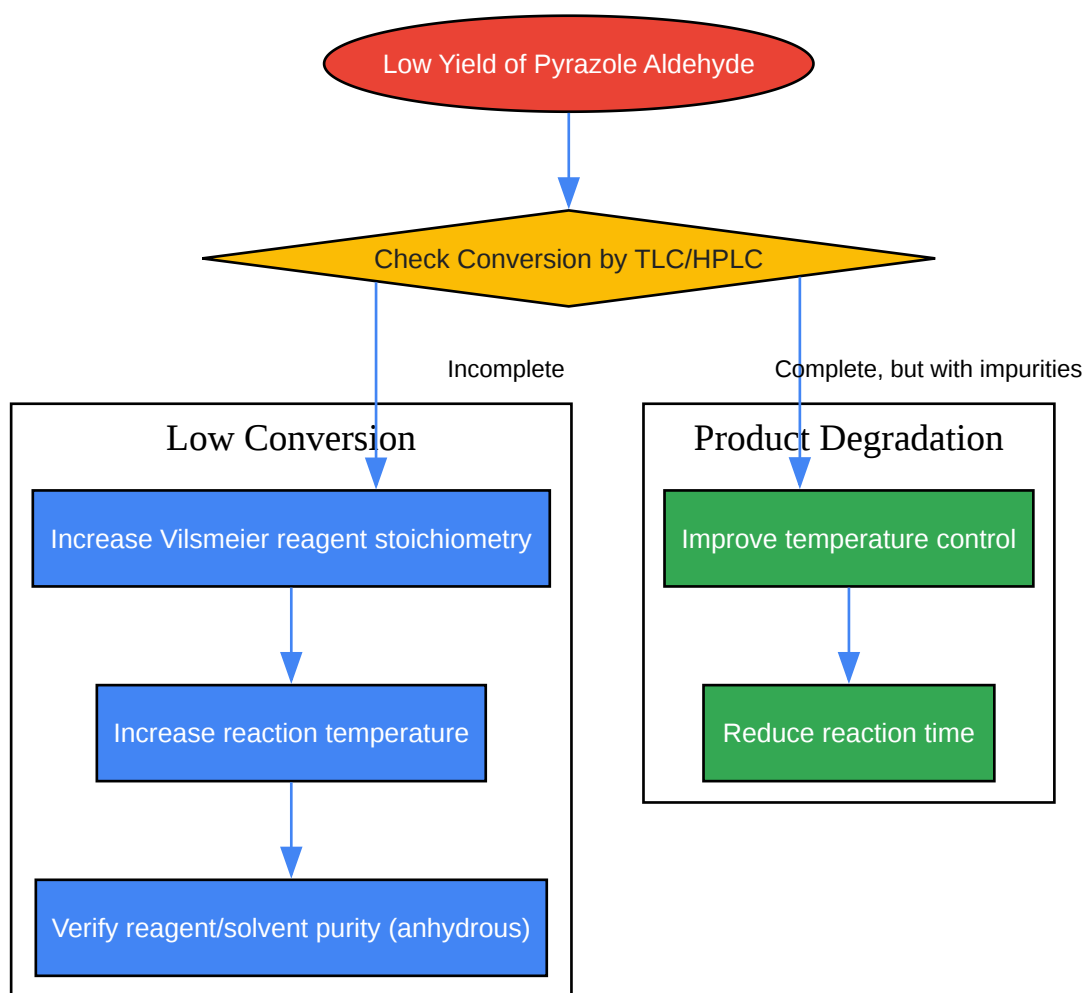 Low Yield of Pyrazole Aldehyde
Check Conversion by TLC/HPLC
Incomplete
Complete, but with impurities
Low Conversion
Increase Vilsmeier reagent stoichiometry
Increase reaction temperature
Verify reagent/solvent purity (anhydrous)
Product Degradation
Improve temperature control
Reduce reaction time